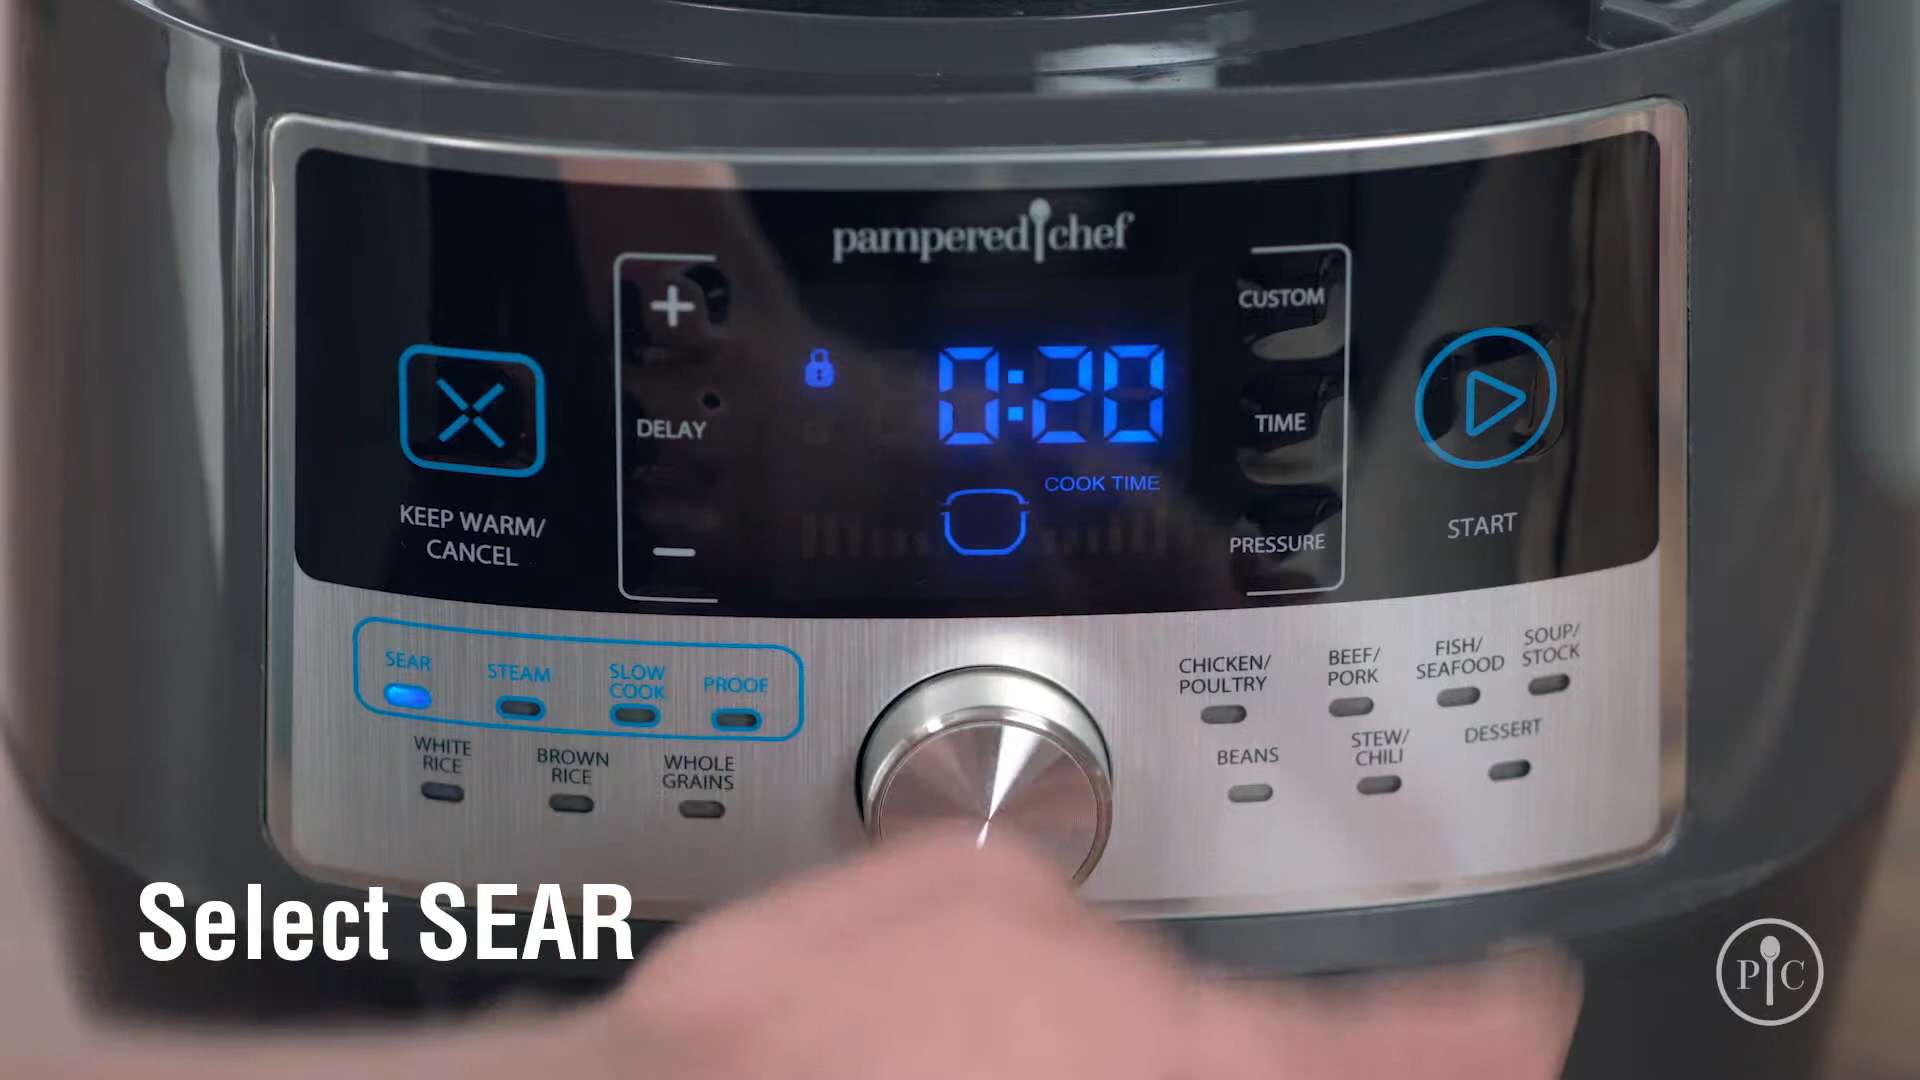 pampered chef
+
DELAY
−
KEEP WARM/
CANCEL
0:20
COOK TIME
CUSTOM
TIME
PRESSURE
START
SEAR
STEAM
SLOW
COOK
PROOF
WHITE
RICE
BROWN
RICE
WHOLE
GRAINS
CHICKEN/
POULTRY
BEEF/
PORK
FISH/
SEAFOOD
SOUP/
STOCK
BEANS
STEW/
CHILI
DESSERT
Select SEAR
PC